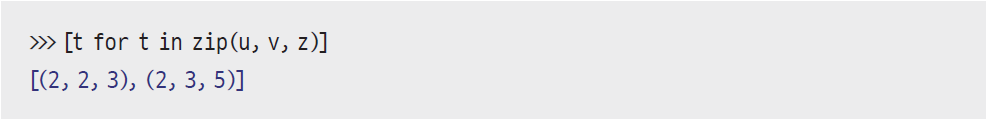 >>> [t for t in zip(u, v, z)]
[(2, 2, 3), (2, 3, 5)]